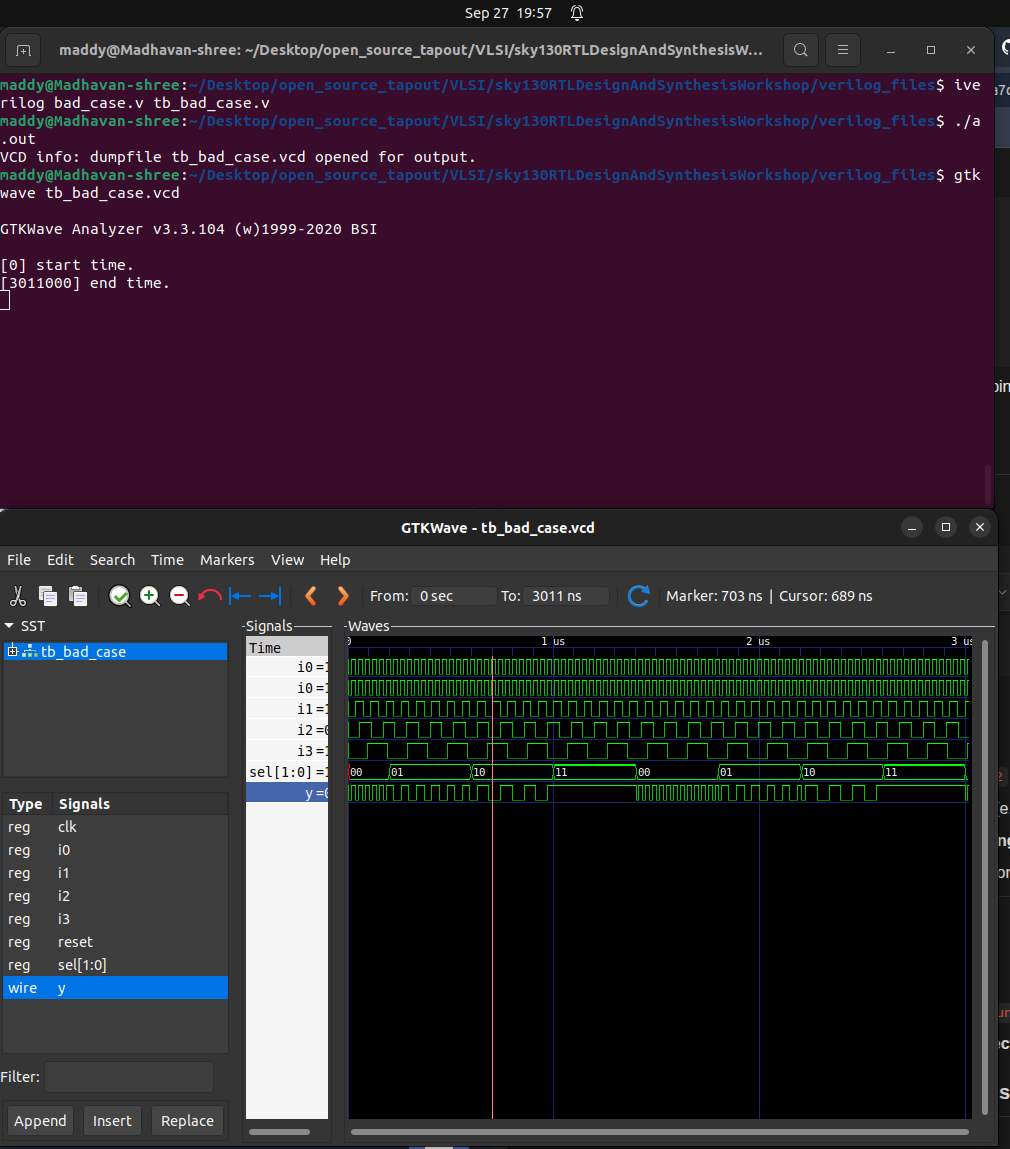 Sep 27 19:57
maddy@Madhavan-shree: ~/Desktop/open_source_tapout/VLSI/sky130RTLDesignAndSynthesisW...
maddy@Madhavan-shree:~/Desktop/open_source_tapout/VLSI/sky130RTLDesignAndSynthesisWorkshop/verilog_files$ ive
rilog bad_case.v tb_bad_case.v
maddy@Madhavan-shree:~/Desktop/open_source_tapout/VLSI/sky130RTLDesignAndSynthesisWorkshop/verilog_files$ ./a
.out
VCD info: dumpfile tb_bad_case.vcd opened for output.
maddy@Madhavan-shree:~/Desktop/open_source_tapout/VLSI/sky130RTLDesignAndSynthesisWorkshop/verilog_files$ gtk
wave tb_bad_case.vcd
GTKWave Analyzer v3.3.104 (w)1999-2020 BSI
[0] start time.
[3011000] end time.
GTKWave - tb_bad_case.vcd
File Edit Search Time Markers View Help
From: 0 sec To: 3011 ns Marker: 703 ns | Cursor: 689 ns
SST
tb_bad_case
Type Signals
reg clk
reg i0
reg i1
reg i2
reg i3
reg reset
reg sel[1:0]
wire y
Filter:
Append Insert Replace
Signals
Time
i0=1
i0=1
i1=1
i2=0
i3=1
sel[1:0]=1
y=0
Waves
0 1 us 2 us 3 us
00 01 10 11 00 01 10 11